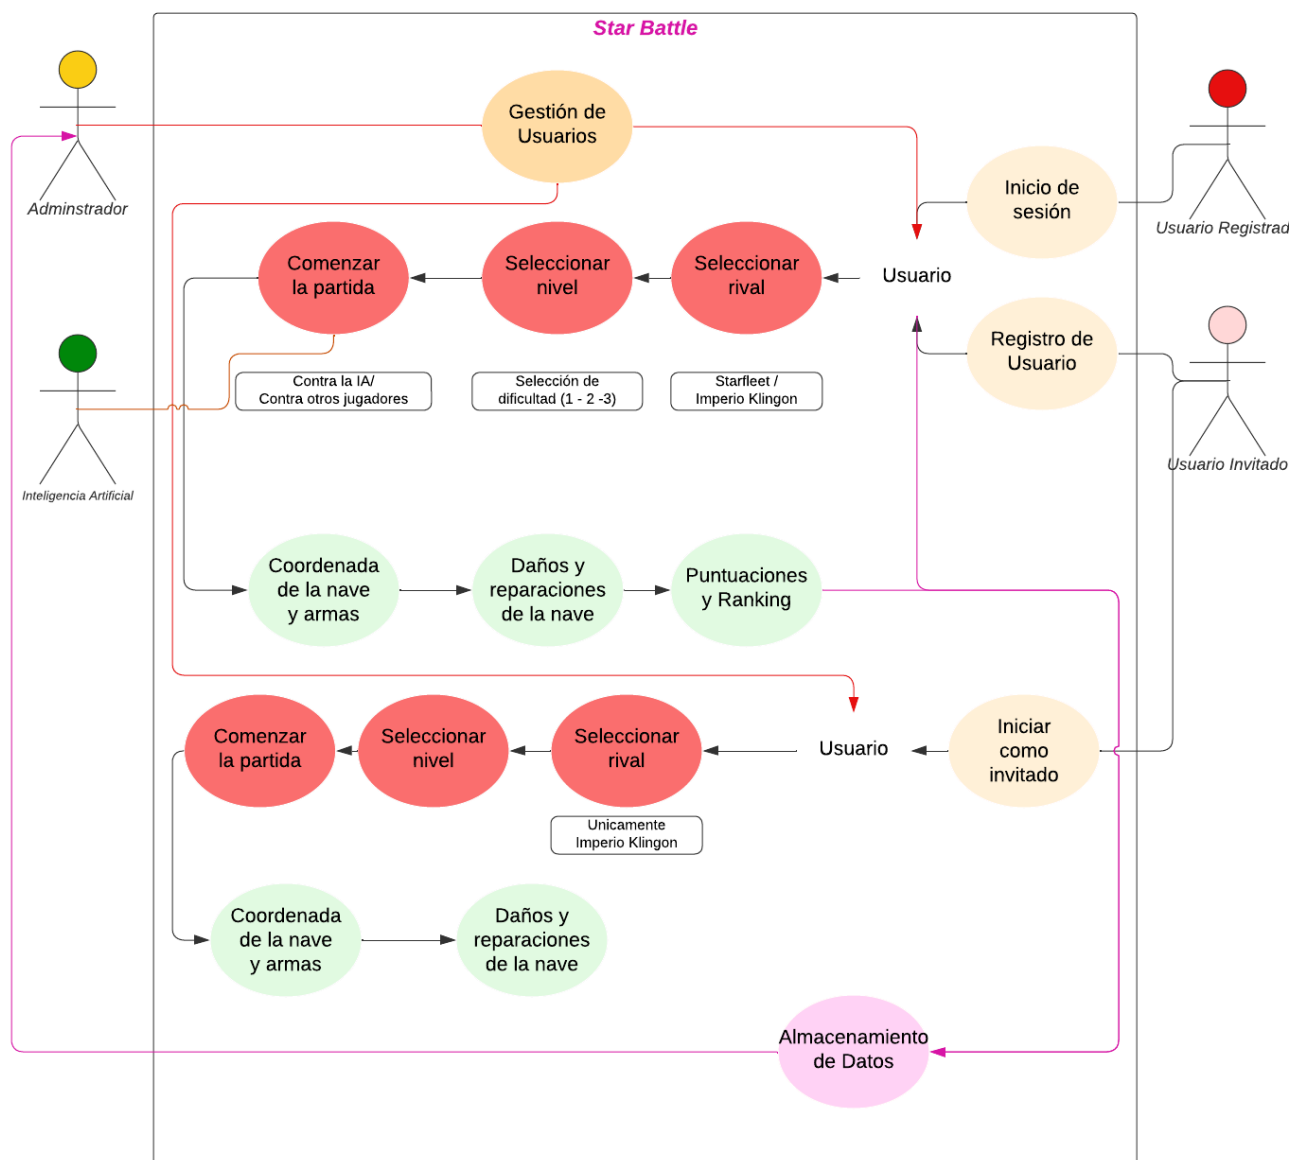 Star Battle
Gestión de
Usuarios
Adminstrador
Inicio de
sesión
Usuario Registrad
Comenzar
la partida
Seleccionar
nivel
Seleccionar
rival
Usuario
Registro de
Usuario
Contra la IA/
Contra otros jugadores
Selección de
dificultad (1 - 2 -3)
Starfleet /
Imperio Klingon
Usuario Invitado
Inteligencia Artificial
Coordenada
de la nave
y armas
Daños y
reparaciones
de la nave
Puntuaciones
y Ranking
Comenzar
la partida
Seleccionar
nivel
Seleccionar
rival
Usuario
Iniciar
como
invitado
Unicamente
Imperio Klingon
Coordenada
de la nave
y armas
Daños y
reparaciones
de la nave
Almacenamiento
de Datos